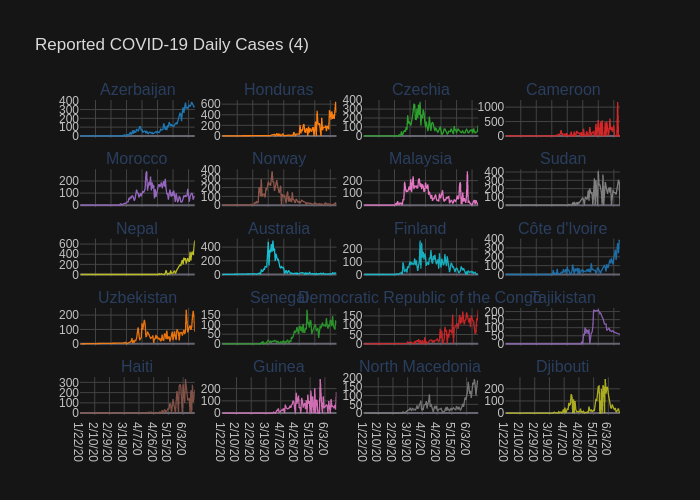 Reported COVID-19 Daily Cases (4)
Azerbaijan Honduras Czechia Cameroon
400 300 200 100 0 600 400 200 0 400 300 200 100 0 1000 500 0
Morocco Norway Malaysia Sudan
200 100 0 400 300 200 100 0 200 100 0 400 300 200 100 0
Nepal Australia Finland Côte d'Ivoire
600 400 200 0 400 200 0 200 100 0 400 300 200 100 0
Uzbekistan Senegal Democratic Republic of the Congo Tajikistan
200 100 0 150 100 50 0 150 100 50 0 200 150 100 50 0
Haiti Guinea North Macedonia Djibouti
300 200 100 0 200 100 0 200 150 100 50 0 200 100 0
1/22/20 2/10/20 2/29/20 3/19/20 4/7/20 4/26/20 5/15/20 6/3/20 1/22/20 2/10/20 2/29/20 3/19/20 4/7/20 4/26/20 5/15/20 6/3/20 1/22/20 2/10/20 2/29/20 3/19/20 4/7/20 4/26/20 5/15/20 6/3/20 1/22/20 2/10/20 2/29/20 3/19/20 4/7/20 4/26/20 5/15/20 6/3/20